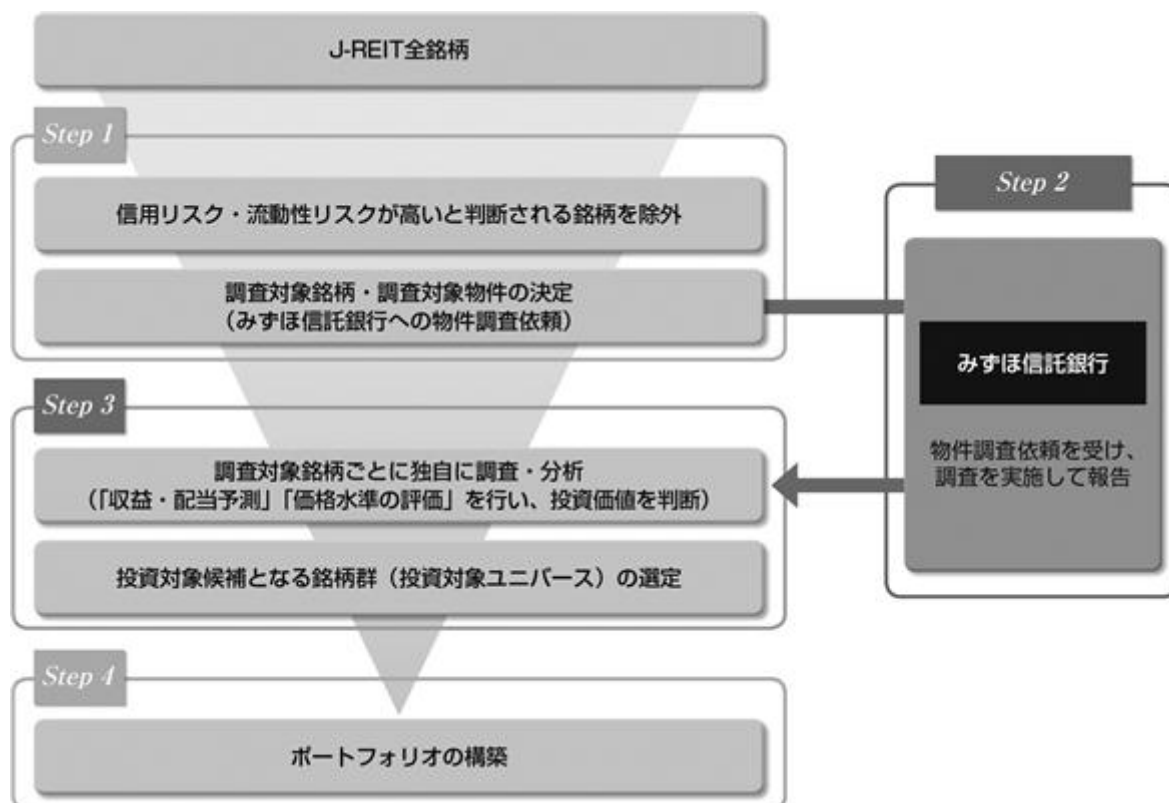 J-REIT全銘柄
Step 1
信用リスク・流動性リスクが高いと判断される銘柄を除外
調査対象銘柄・調査対象物件の決定
（みずほ信託銀行への物件調査依頼）
Step 2
みずほ信託銀行
物件調査依頼を受け、
調査を実施して報告
Step 3
調査対象銘柄ごとに独自に調査・分析
（「収益・配当予測」「価格水準の評価」を行い、投資価値を判断）
投資対象候補となる銘柄群（投資対象ユニバース）の選定
Step 4
ポートフォリオの構築